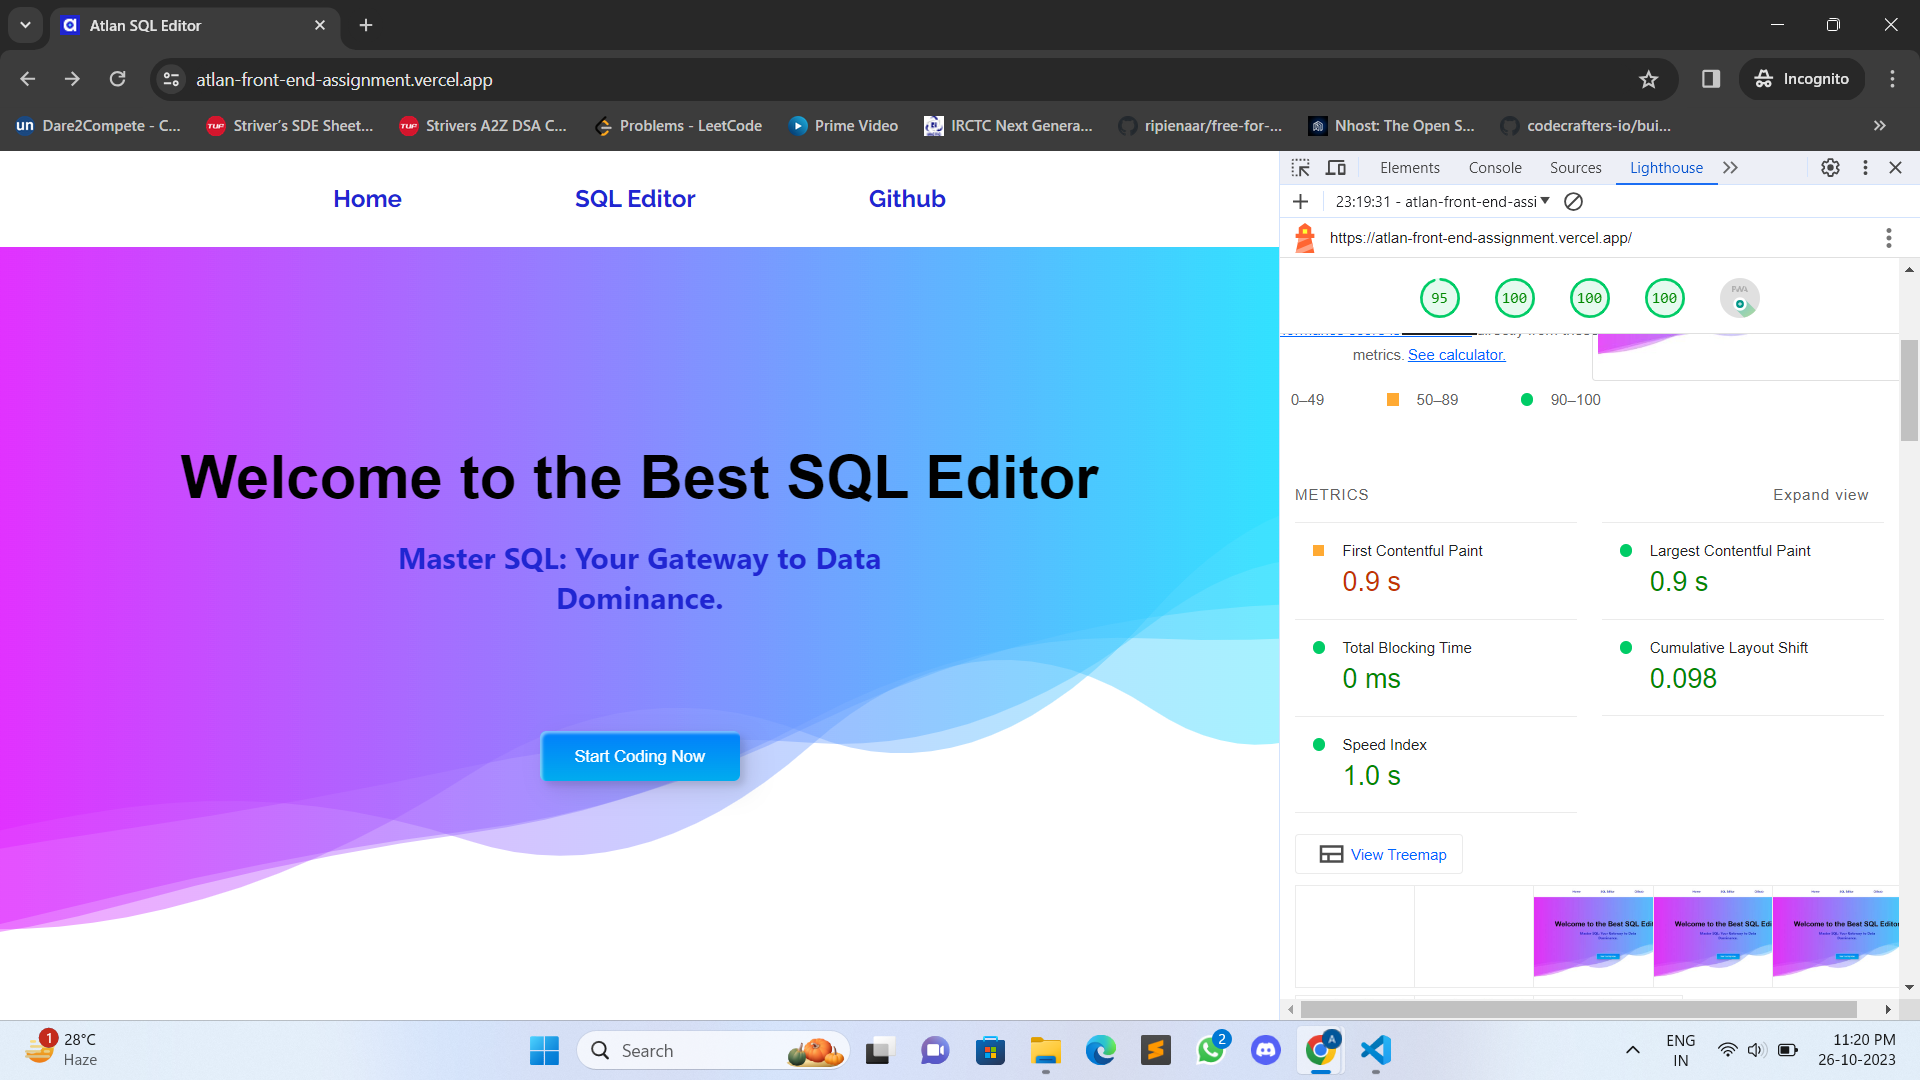 Atlan SQL Editor
atlan-front-end-assignment.vercel.app
Incognito
un Dare2Compete - C...
TUF Striver's SDE Sheet...
TUF Strivers A2Z DSA C...
Problems - LeetCode
Prime Video
IRCTC Next Genera...
ripienaar/free-for-...
Nhost: The Open S...
codecrafters-io/bui...
Home
SQL Editor
Github
Welcome to the Best SQL Editor
Master SQL: Your Gateway to Data
Dominance.
Start Coding Now
Elements
Console
Sources
Lighthouse
23:19:31 - atlan-front-end-assi
https://atlan-front-end-assignment.vercel.app/
95
100
100
100
PWA
metrics. See calculator.
0–49
50–89
90–100
METRICS
Expand view
First Contentful Paint
0.9 s
Largest Contentful Paint
0.9 s
Total Blocking Time
0 ms
Cumulative Layout Shift
0.098
Speed Index
1.0 s
View Treemap
Welcome to the Best SQL Edi
Welcome to the Best SQL Edi
Welcome to the Best SQL Editor
1
28°C
Haze
Search
2
A
ENG
IN
11:20 PM
26-10-2023